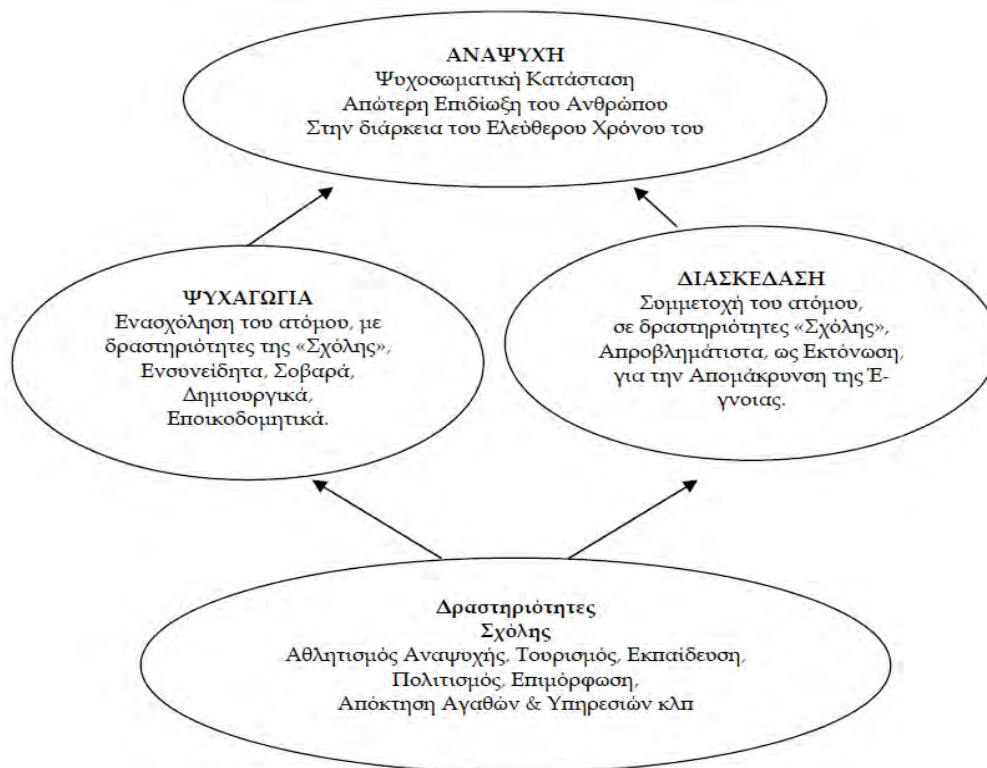 ΑΝΑΨΥΧΗ
Ψυχοσωματική Κατάσταση
Απώτερη Επιδίωξη του Ανθρώπου
Στην διάρκεια του Ελεύθερου Χρόνου του
ΨΥΧΑΓΩΓΙΑ
Ενασχόληση του ατόμου, με
δραστηριότητες της «Σχόλης»,
Ενσυνείδητα, Σοβαρά,
Δημιουργικά,
Εποικοδομητικά.
ΔΙΑΣΚΕΔΑΣΗ
Συμμετοχή του ατόμου,
σε δραστηριότητες «Σχόλης»,
Απροβλημάτιστα, ως Εκτόνωση,
για την Απομάκρυνση της Έ-
γνοιας.
Δραστηριότητες
Σχόλης
Αθλητισμός Αναψυχής, Τουρισμός, Εκπαίδευση,
Πολιτισμός, Επιμόρφωση,
Απόκτηση Αγαθών & Υπηρεσιών κλπ